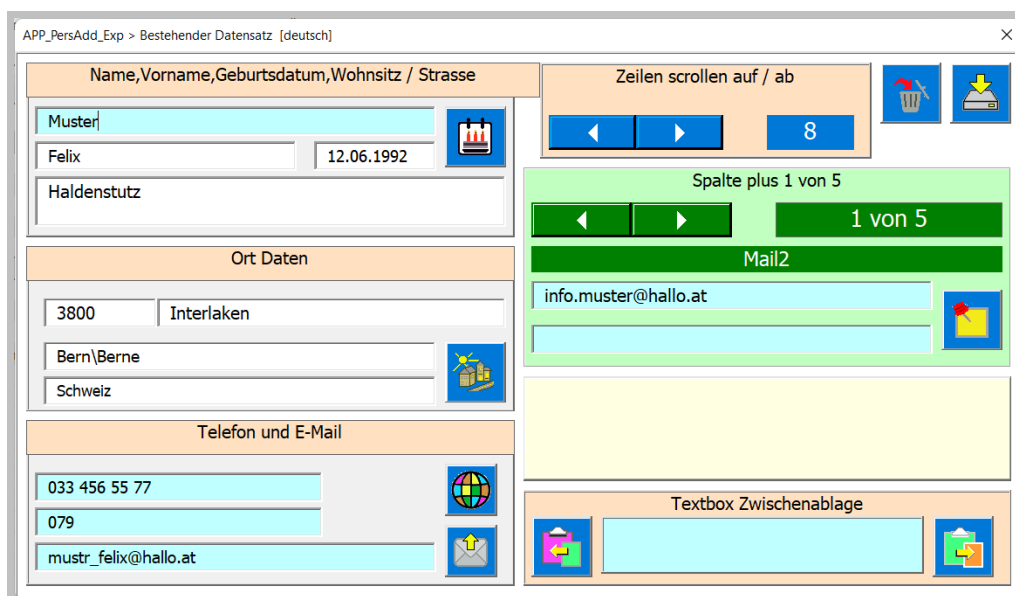 APP_PersAdd_Exp > Bestehender Datensatz [deutsch]
Name,Vorname,Geburtsdatum,Wohnsitz / Strasse
Muster
Felix
12.06.1992
Haldenstutz
Ort Daten
3800
Interlaken
Bern\Berne
Schweiz
Telefon und E-Mail
033 456 55 77
079
mustr_felix@hallo.at
Zeilen scrollen auf / ab
8
Spalte plus 1 von 5
1 von 5
Mail2
info.muster@hallo.at
Textbox Zwischenablage